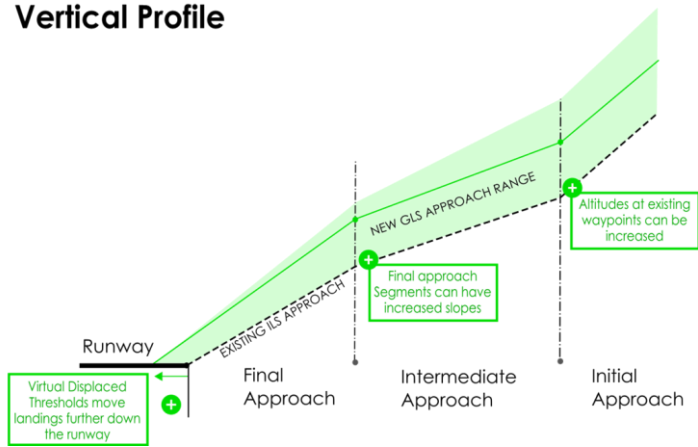 Vertical Profile
NEW GLS APPROACH RANGE
Altitudes at existing
waypoints can be
increased
Final approach
Segments can have
increased slopes
EXISTING ILS APPROACH
Runway
Virtual Displaced
Thresholds move
landings further down
the runway
Final
Approach
Intermediate
Approach
Initial
Approach